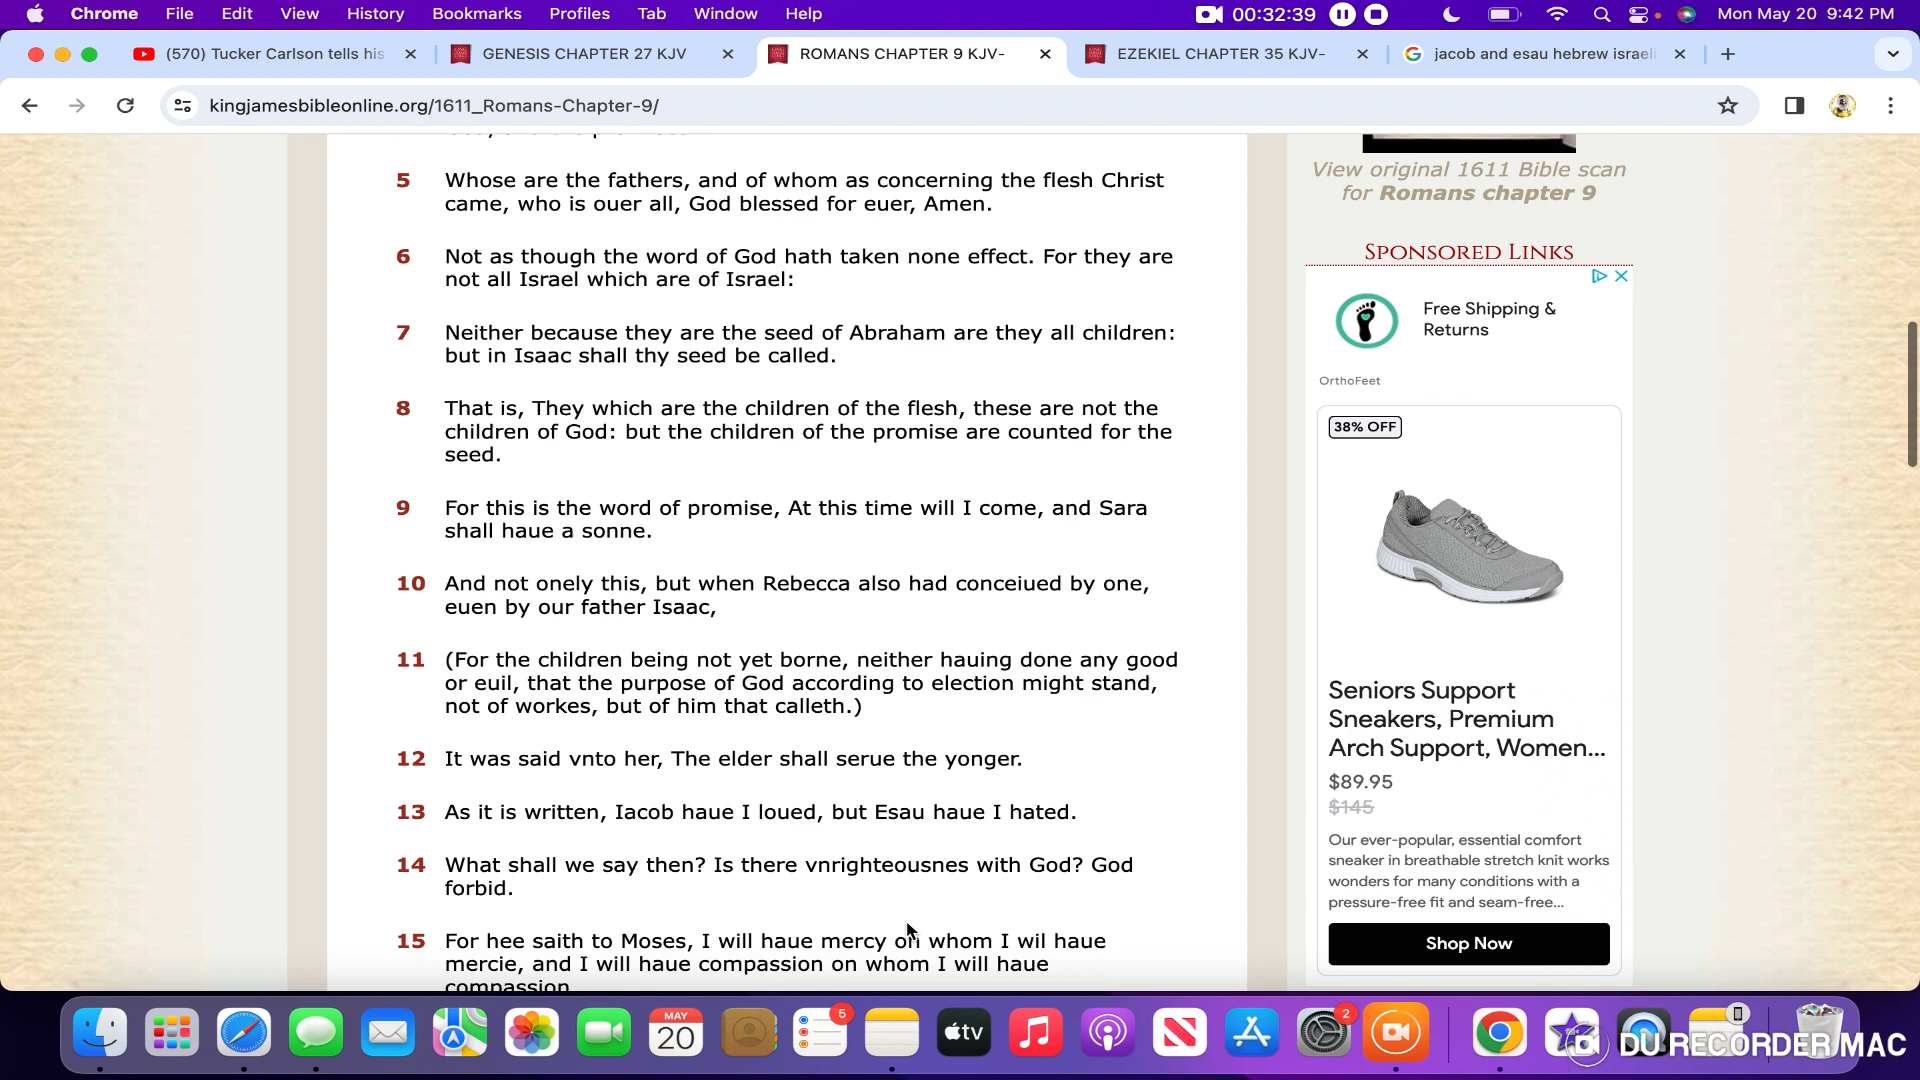 Chrome File Edit View History Bookmarks Profiles Tab Window Help 00:32:39 Mon May 20 9:42 PM
(570) Tucker Carlson tells his GENESIS CHAPTER 27 KJV ROMANS CHAPTER 9 KJV- EZEKIEL CHAPTER 35 KJV- jacob and esau hebrew israeli
kingjamesbibleonline.org/1611_Romans-Chapter-9/
5 Whose are the fathers, and of whom as concerning the flesh Christ
came, who is ouer all, God blessed for euer, Amen.
6 Not as though the word of God hath taken none effect. For they are
not all Israel which are of Israel:
7 Neither because they are the seed of Abraham are they all children:
but in Isaac shall thy seed be called.
8 That is, They which are the children of the flesh, these are not the
children of God: but the children of the promise are counted for the
seed.
9 For this is the word of promise, At this time will I come, and Sara
shall haue a sonne.
10 And not onely this, but when Rebecca also had conceiued by one,
euen by our father Isaac,
11 (For the children being not yet borne, neither hauing done any good
or euil, that the purpose of God according to election might stand,
not of workes, but of him that calleth.)
12 It was said vnto her, The elder shall serue the yonger.
13 As it is written, Iacob haue I loued, but Esau haue I hated.
14 What shall we say then? Is there vnrighteousnes with God? God
forbid.
15 For hee saith to Moses, I will haue mercy on whom I wil haue
mercie, and I will haue compassion on whom I will haue
compassion
View original 1611 Bible scan
for Romans chapter 9
SPONSORED LINKS
Free Shipping &
Returns
OrthoFeet
38% OFF
Seniors Support
Sneakers, Premium
Arch Support, Women...
$89.95
$145
Our ever-popular, essential comfort
sneaker in breathable stretch knit works
wonders for many conditions with a
pressure-free fit and seam-free...
Shop Now
MAY
20
5
tv
2
DU RECORDER MAC